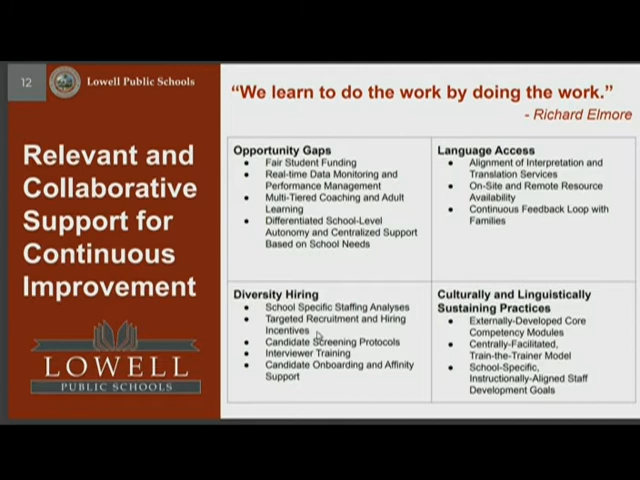 12
Lowell Public Schools
Relevant and
Collaborative
Support for
Continuous
Improvement
LOWELL
PUBLIC SCHOOLS
“We learn to do the work by doing the work.”
- Richard Elmore
Opportunity Gaps
● Fair Student Funding
● Real-time Data Monitoring and
Performance Management
● Multi-Tiered Coaching and Adult
Learning
● Differentiated School-Level
Autonomy and Centralized Support
Based on School Needs
Language Access
● Alignment of Interpretation and
Translation Services
● On-Site and Remote Resource
Availability
● Continuous Feedback Loop with
Families
Diversity Hiring
● School Specific Staffing Analyses
● Targeted Recruitment and Hiring
Incentives
● Candidate Screening Protocols
● Interviewer Training
● Candidate Onboarding and Affinity
Support
Culturally and Linguistically
Sustaining Practices
● Externally-Developed Core
Competency Modules
● Centrally-Facilitated,
Train-the-Trainer Model
● School-Specific,
Instructionally-Aligned Staff
Development Goals